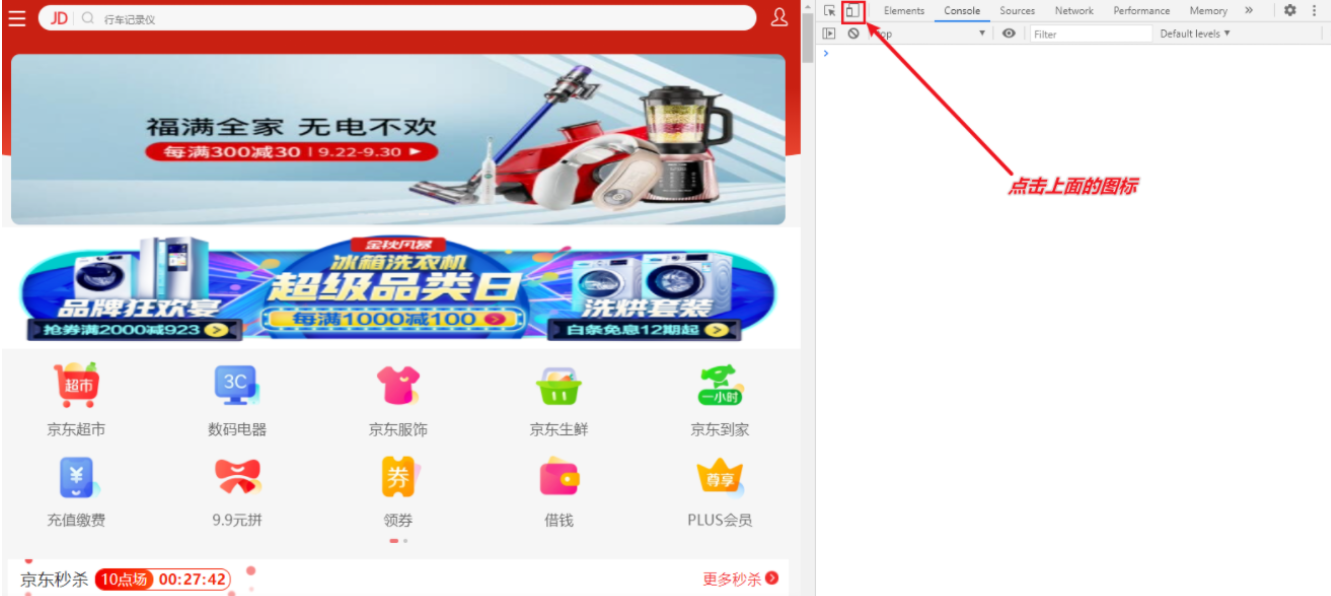 JD 行车记录仪
Elements Console Sources Network Performance Memory »
top Filter Default levels ▼
点击上面的图标
福满全家 无电不欢
每满300减30 | 9.22-9.30
金秋风暴
冰箱洗衣机
超级品类日
每满1000减100
品牌狂欢宴
抢券满2000减923
洗烘套装
白条免息12期起
超市 3C 一小时
京东超市 数码电器 京东服饰 京东生鲜 京东到家
¥ 券 尊享
充值缴费 9.9元拼 领券 借钱 PLUS会员
京东秒杀 10点场 00:27:42 更多秒杀